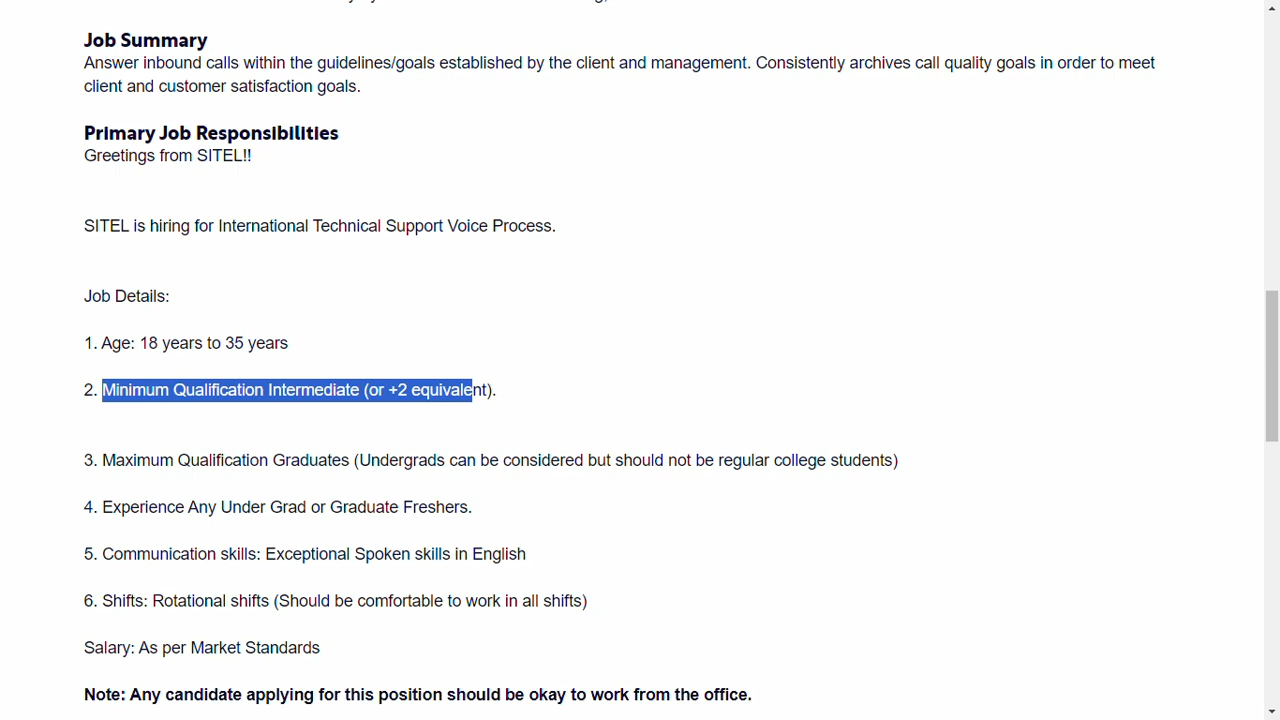 Job Summary
Answer inbound calls within the guidelines/goals established by the client and management. Consistently archives call quality goals in order to meet
client and customer satisfaction goals.
Primary Job Responsibilities
Greetings from SITEL!!
SITEL is hiring for International Technical Support Voice Process.
Job Details:
1. Age: 18 years to 35 years
2. Minimum Qualification Intermediate (or +2 equivalent).
3. Maximum Qualification Graduates (Undergrads can be considered but should not be regular college students)
4. Experience Any Under Grad or Graduate Freshers.
5. Communication skills: Exceptional Spoken skills in English
6. Shifts: Rotational shifts (Should be comfortable to work in all shifts)
Salary: As per Market Standards
Note: Any candidate applying for this position should be okay to work from the office.